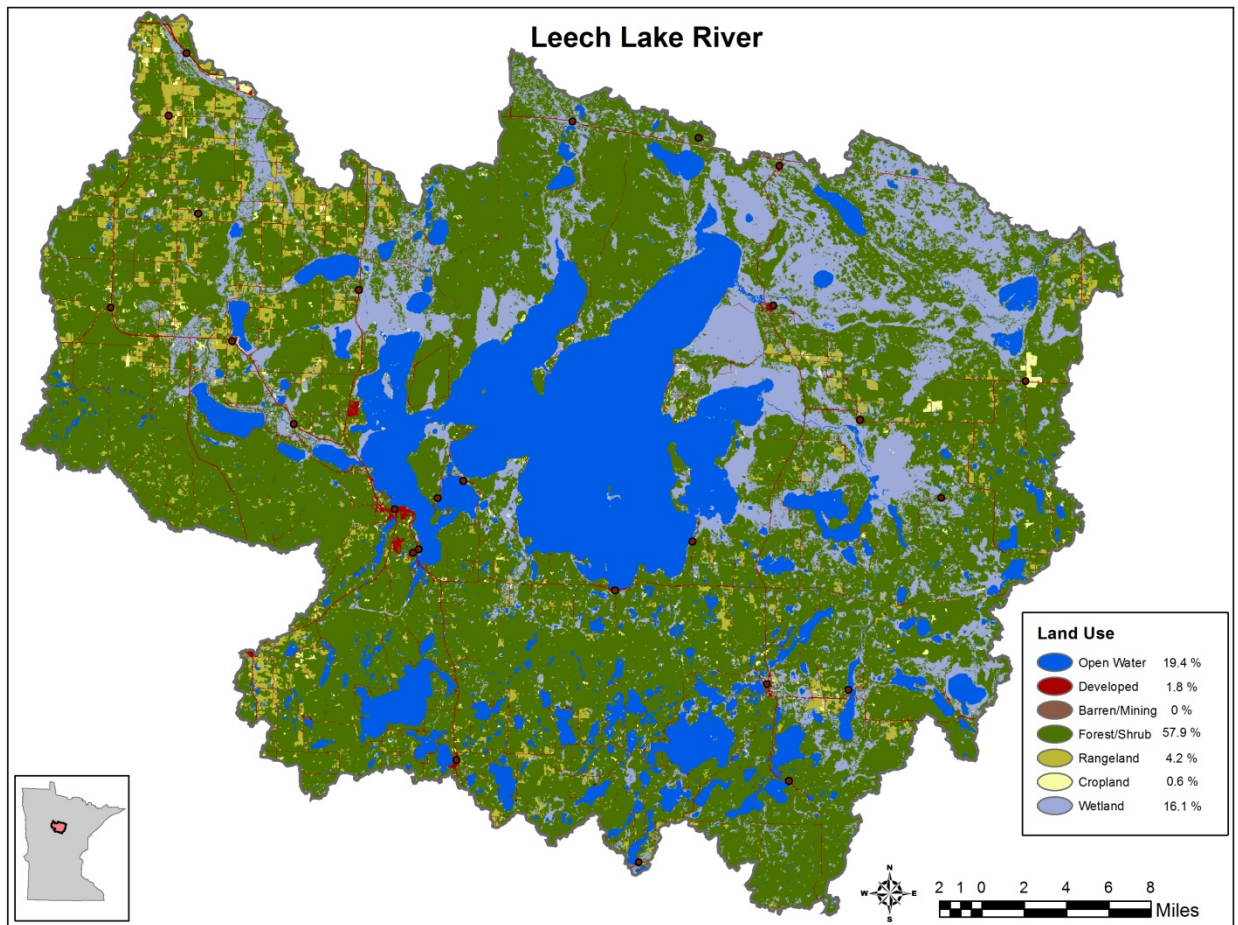 Leech Lake River
Land Use
Open Water 19.4 %
Developed 1.8 %
Barren/Mining 0 %
Forest/Shrub 57.9 %
Rangeland 4.2 %
Cropland 0.6 %
Wetland 16.1 %
N
W E
S
2 1 0 2 4 6 8
Miles